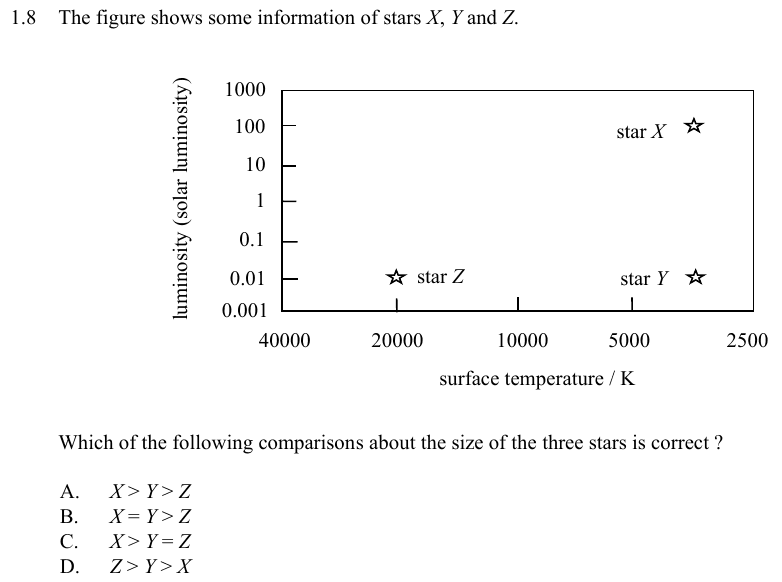 1.8 The figure shows some information of stars X, Y and Z.
luminosity (solar luminosity)
1000
100
10
1
0.1
0.01
0.001
star X
star Z
star Y
40000 20000 10000 5000 2500
surface temperature / K
Which of the following comparisons about the size of the three stars is correct ?
A. X > Y > Z
B. X = Y > Z
C. X > Y = Z
D. Z > Y > X